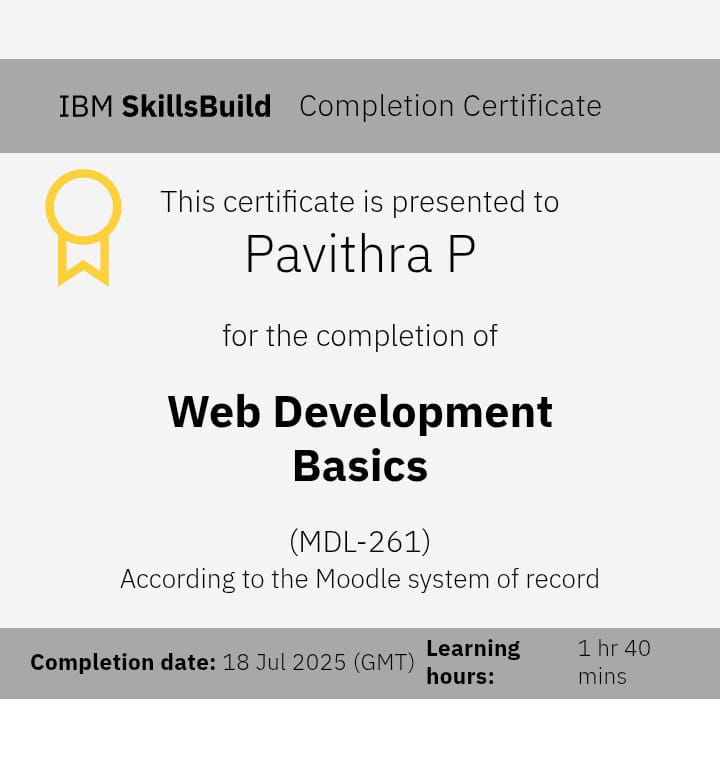 IBM SkillsBuild Completion Certificate
This certificate is presented to
Pavithra P
for the completion of
Web Development
Basics
(MDL-261)
According to the Moodle system of record
Completion date: 18 Jul 2025 (GMT)
Learning
hours:
1 hr 40
mins